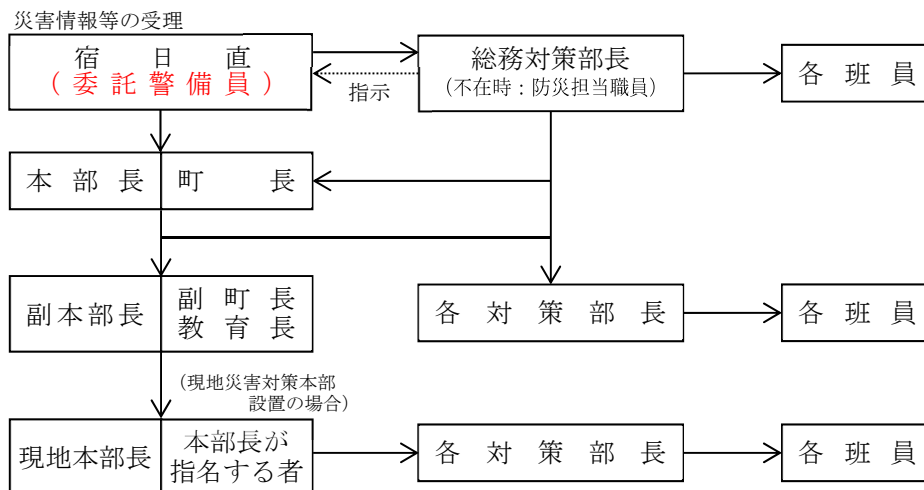 災害情報等の受理
宿日直
（委託警備員）
総務対策部長
(不在時：防災担当職員)
各班員
指示
本部長
町長
副本部長
副町長
教育長
各対策部長
各班員
(現地災害対策本部
設置の場合)
現地本部長
本部長が
指名する者
各対策部長
各班員